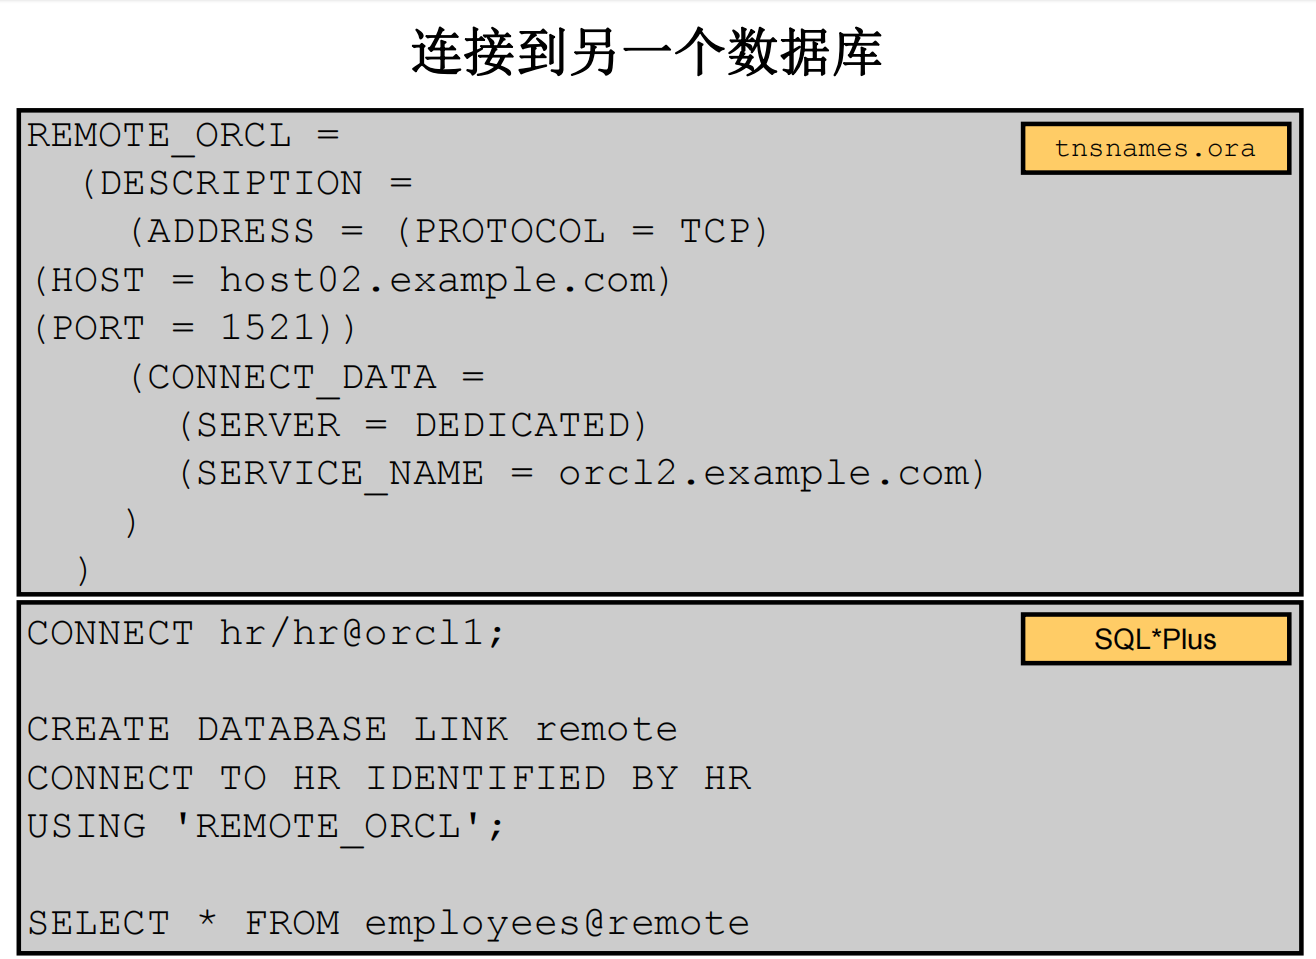 连接到另一个数据库
REMOTE_ORCL =
tnsnames.ora
(DESCRIPTION =
(ADDRESS = (PROTOCOL = TCP)
(HOST = host02.example.com)
(PORT = 1521))
(CONNECT_DATA =
(SERVER = DEDICATED)
(SERVICE_NAME = orcl2.example.com)
)
)
CONNECT hr/hr@orcl1;
SQL*Plus
CREATE DATABASE LINK remote
CONNECT TO HR IDENTIFIED BY HR
USING 'REMOTE_ORCL';
SELECT * FROM employees@remote